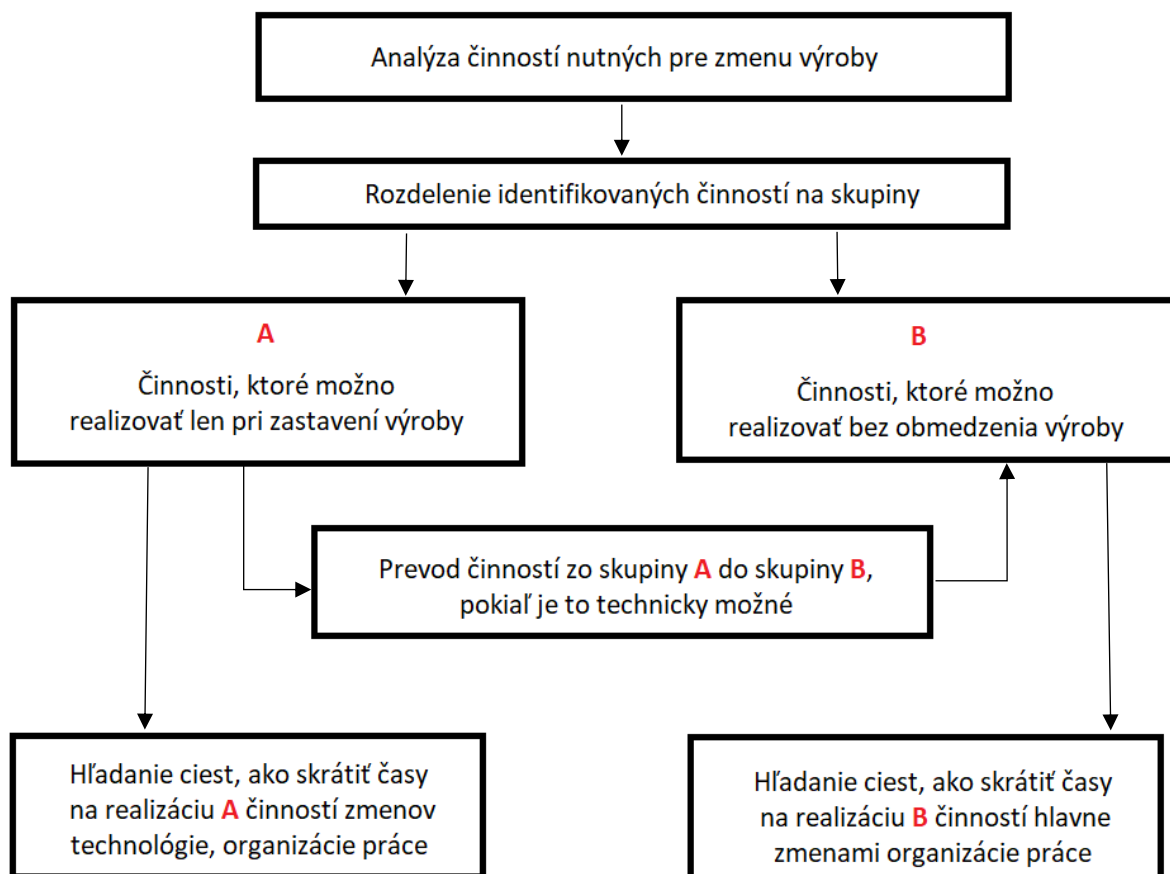 Analýza činností nutných pre zmenu výroby
Rozdelenie identifikovaných činností na skupiny
A
Činnosti, ktoré možno
realizovať len pri zastavení výroby
B
Činnosti, ktoré možno
realizovať bez obmedzenia výroby
Prevod činností zo skupiny A do skupiny B,
pokiaľ je to technicky možné
Hľadanie ciest, ako skrátiť časy
na realizáciu A činností zmenov
technológie, organizácie práce
Hľadanie ciest, ako skrátiť časy
na realizáciu B činností hlavne
zmenami organizácie práce